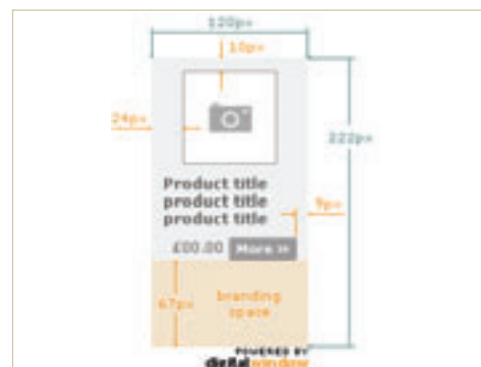 120px
10px
24px
222px
Product title
product title
product title
9px
£00.00 More »
67px
branding
space
POWERED BY
digitalwindow